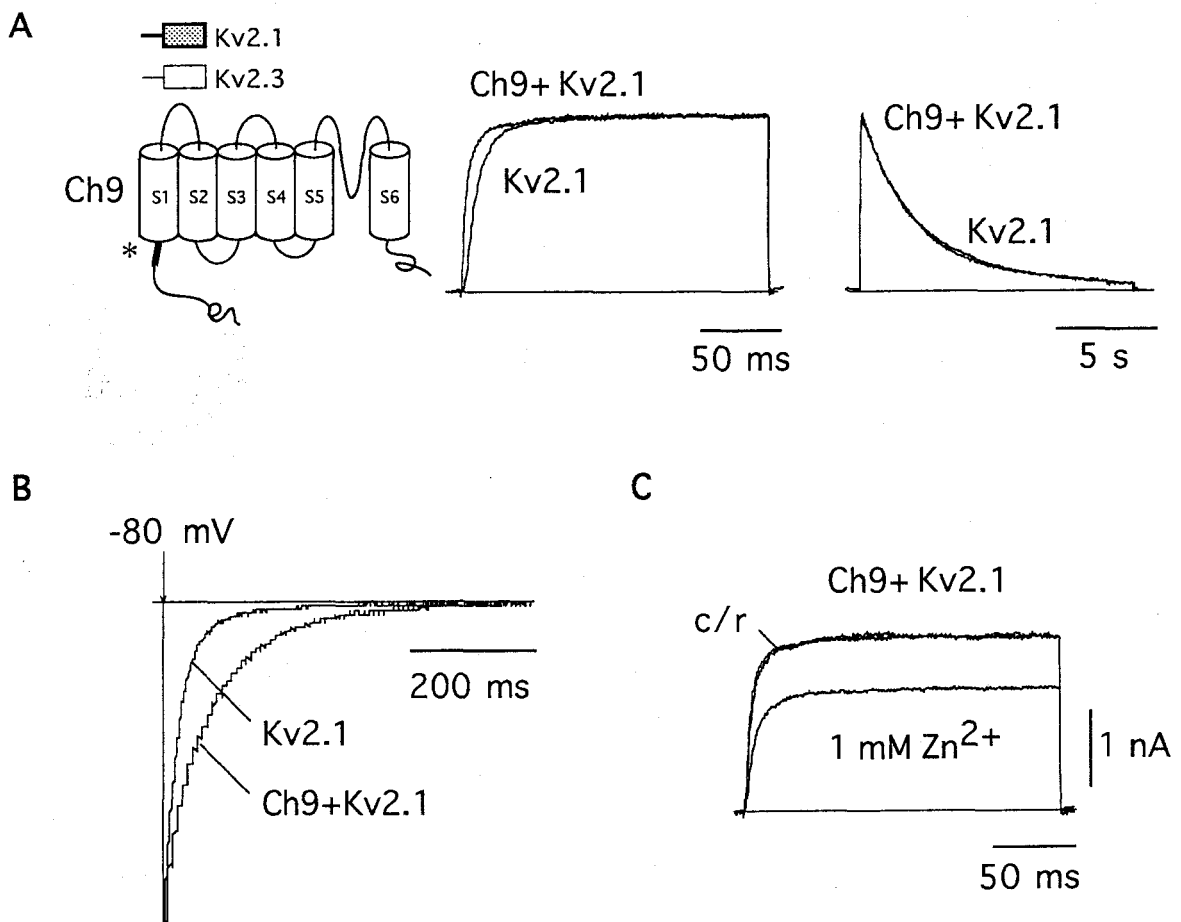 A
Kv2.1
Kv2.3
Ch9
S1 S2 S3 S4 S5 S6
*
Ch9+ Kv2.1
Kv2.1
50 ms
Ch9+ Kv2.1
Kv2.1
5 s
B
-80 mV
200 ms
Kv2.1
Ch9+Kv2.1
C
Ch9+ Kv2.1
c/r
1 mM Zn²⁺
1 nA
50 ms